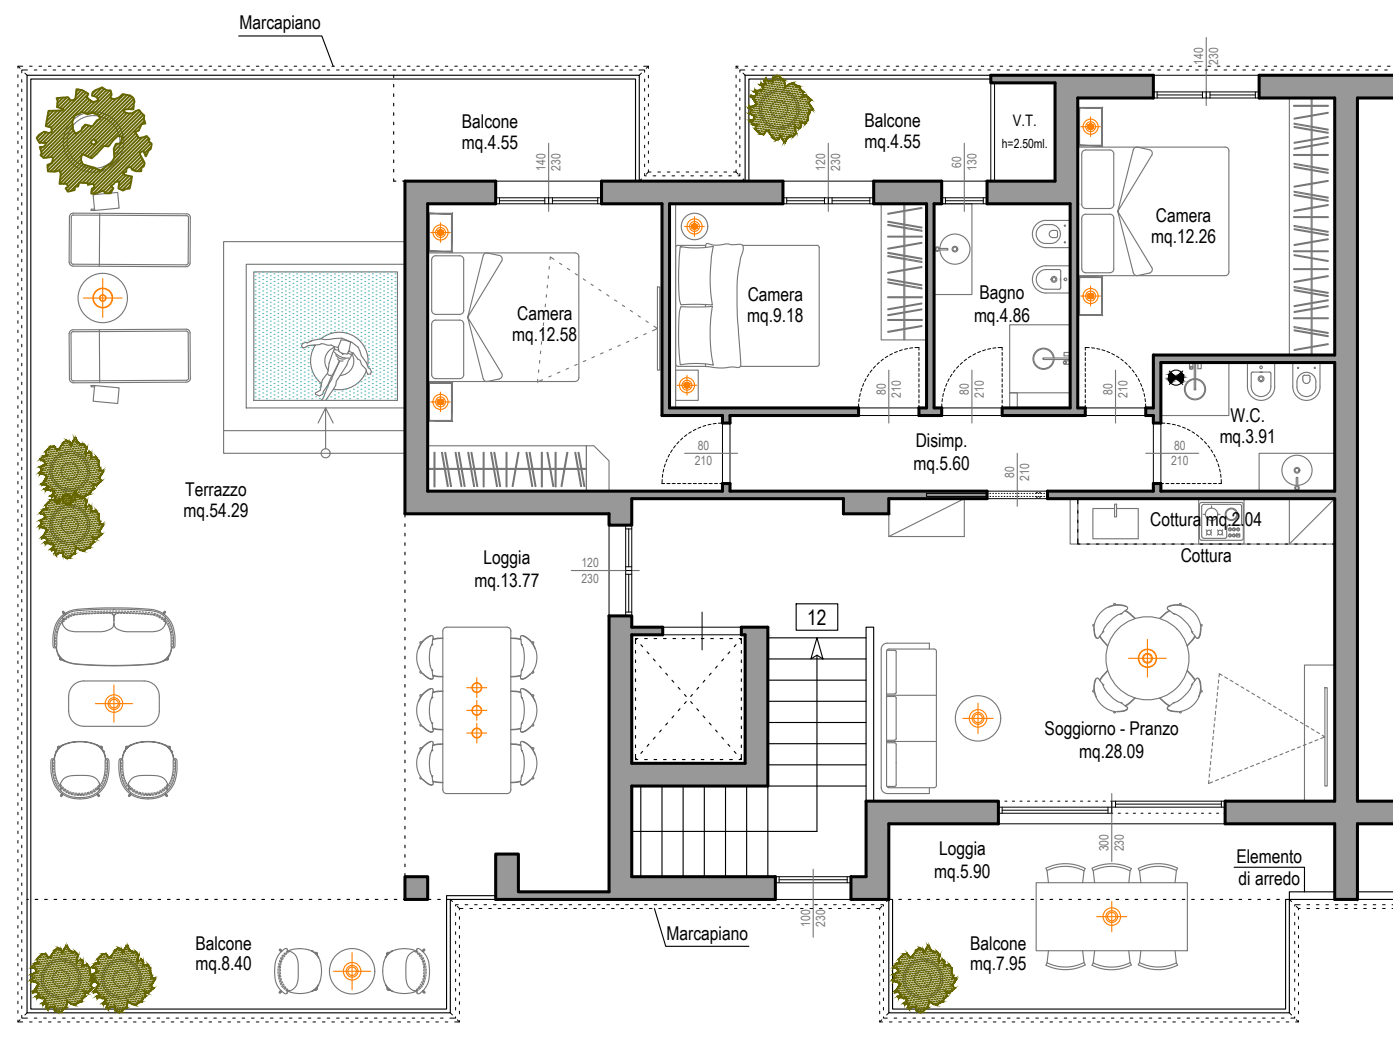 Marcapiano
140
230
Balcone
mq.4.55
140
230
Balcone
mq.4.55
120
230
60
130
V.T.
h=2.50ml.
Camera
mq.12.26
Camera
mq.12.58
Camera
mq.9.18
Bagno
mq.4.86
80
210
80
210
80
210
W.C.
mq.3.91
Disimp.
mq.5.60
80
210
80
210
80
210
Terrazzo
mq.54.29
Cottura mq.2.04
Cottura
Loggia
mq.13.77
120
230
12
Soggiorno - Pranzo
mq.28.09
Loggia
mq.5.90
300
230
Elemento
di arredo
100
230
Marcapiano
Balcone
mq.8.40
Balcone
mq.7.95